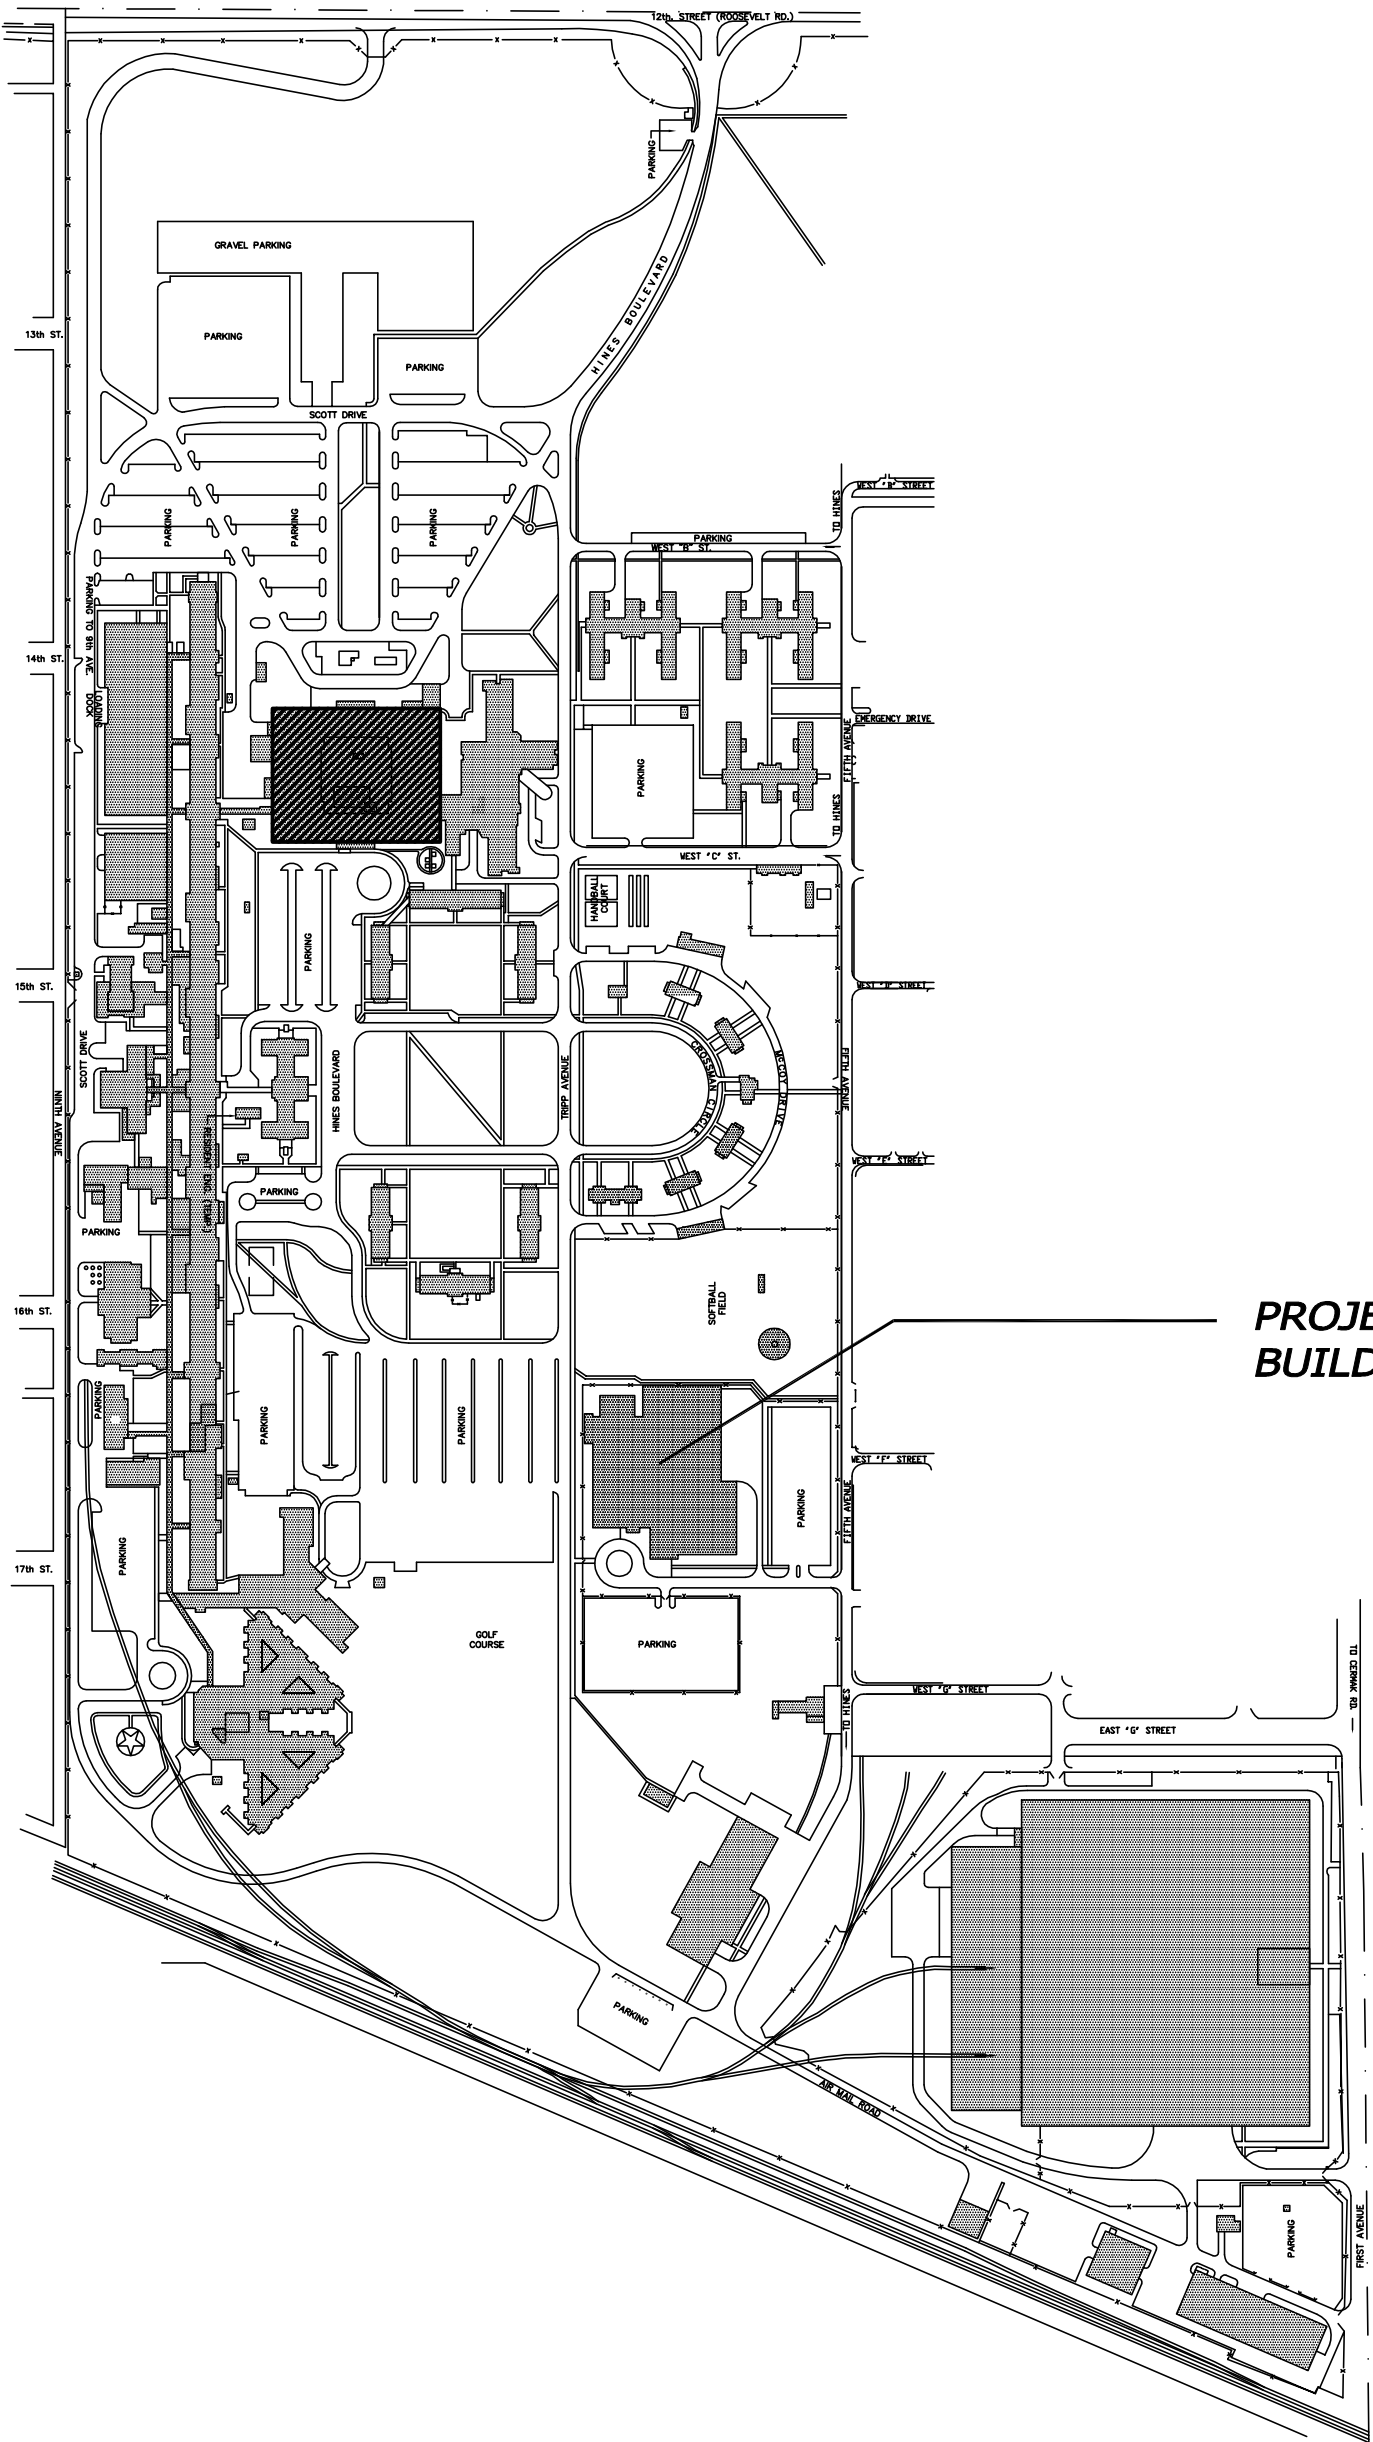 12th. STREET (ROOSEVELT RD.)
PARKING
GRAVEL PARKING
HINES BOULEVARD
13th ST.
PARKING
PARKING
SCOTT DRIVE
WEST "B" STREET
TO HINES
PARKING
PARKING
PARKING
PARKING
WEST "B" ST.
PARKING TO 9th AVE.
14th ST.
LOADING
DOCK
EMERGENCY DRIVE
FIFTH AVENUE
PARKING
TO HINES
WEST "C" ST.
HANDBALL
COURT
PARKING
15th ST.
SCOTT DRIVE
HINES BOULEVARD
TRIPP AVENUE
CROSSMAN CIRCLE
McCOY DRIVE
FIFTH AVENUE
NINTH AVENUE
RESIDENT ENG. (TEMP.)
WEST "E" STREET
PARKING
PARKING
16th ST.
SOFTBALL
FIELD
PROJE
BUILD
PARKING
PARKING
PARKING
WEST "F" STREET
PARKING
FIFTH AVENUE
17th ST.
PARKING
GOLF
COURSE
PARKING
TO CERMAK RD.
WEST "G" STREET
TO HINES
EAST "G" STREET
PARKING
AIR MAIL ROAD
PARKING
FIRST AVENUE